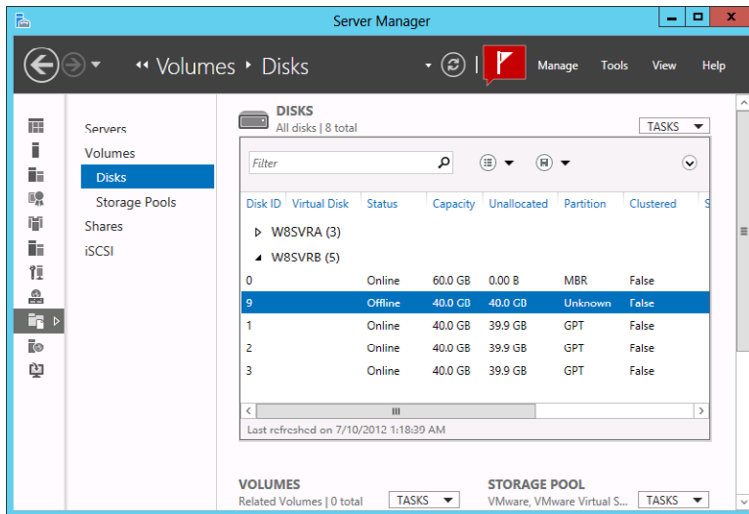 Server Manager
Volumes Disks
Manage Tools View Help
DISKS
All disks | 8 total
TASKS
Servers
Volumes
Disks
Storage Pools
Shares
iSCSI
Filter
Disk ID Virtual Disk Status Capacity Unallocated Partition Clustered S
W8SVRA (3)
W8SVRB (5)
0 Online 60.0 GB 0.00 B MBR False
9 Offline 40.0 GB 40.0 GB Unknown False
1 Online 40.0 GB 39.9 GB GPT False
2 Online 40.0 GB 39.9 GB GPT False
3 Online 40.0 GB 39.9 GB GPT False
Last refreshed on 7/10/2012 1:18:39 AM
VOLUMES
Related Volumes | 0 total
TASKS
STORAGE POOL
VMware, VMware Virtual S...
TASKS